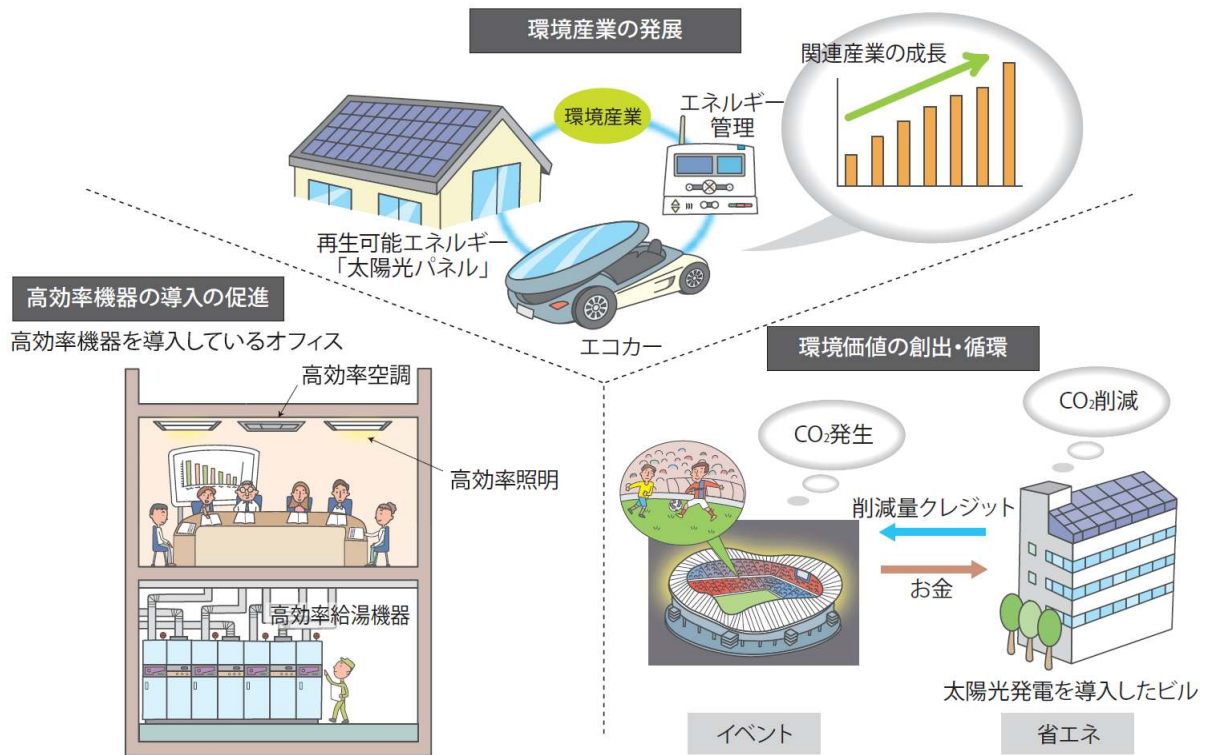 環境産業の発展
関連産業の成長
環境産業
エネルギー
管理
再生可能エネルギー
「太陽光パネル」
エコカー
高効率機器の導入の促進
高効率機器を導入しているオフィス
高効率空調
高効率照明
高効率給湯機器
環境価値の創出・循環
CO₂削減
CO₂発生
削減量クレジット
お金
太陽光発電を導入したビル
イベント
省エネ